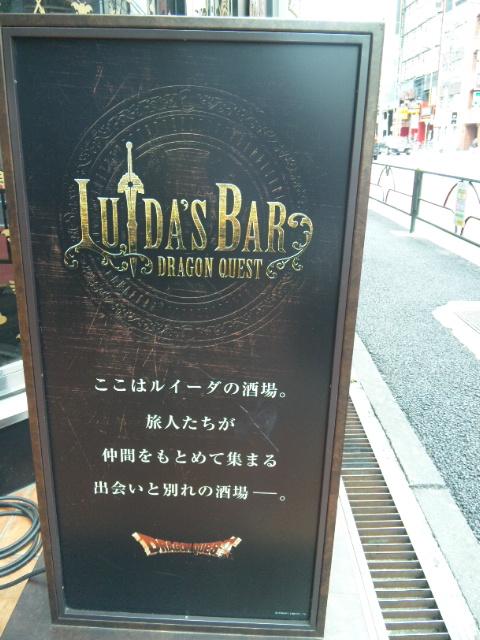 LUIDA'S BAR
DRAGON QUEST
ここはルイーダの酒場。
旅人たちが
仲間をもとめて集まる
出会いと別れの酒場──。
DRAGON QUEST